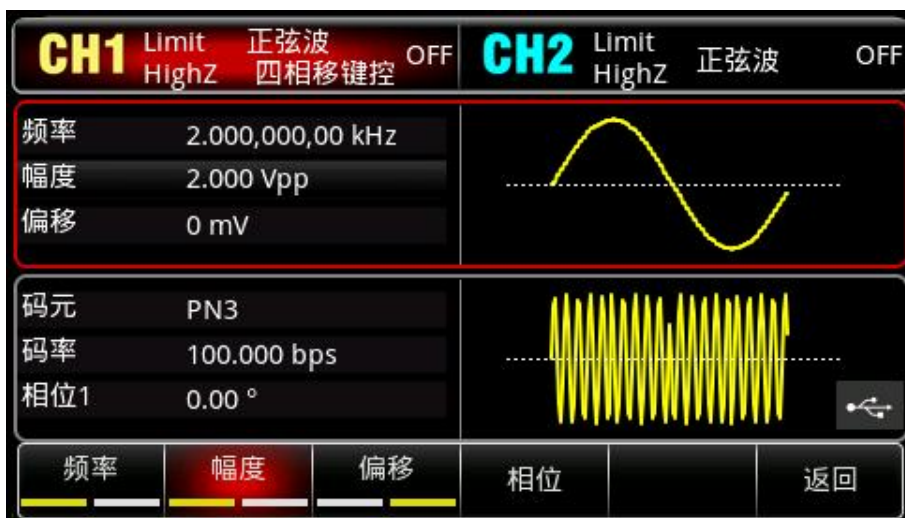 CH1 Limit 正弦波 OFF CH2 Limit 正弦波 OFF
HighZ 四相移键控 HighZ
频率 2.000,000,00 kHz
幅度 2.000 Vpp
偏移 0 mV
码元 PN3
码率 100.000 bps
相位1 0.00 °
频率 幅度 偏移 相位 返回